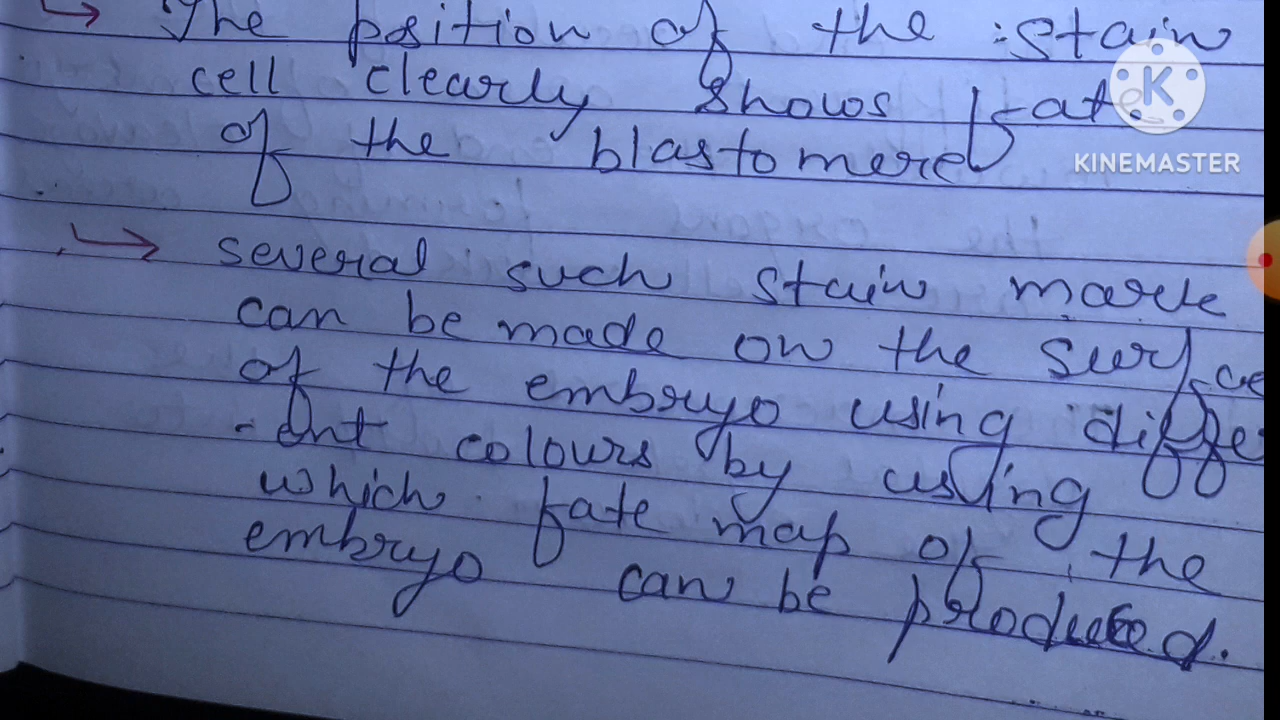 The position of the stain
cell clearly shows fate
of the blastomere
several such stain mark
can be made on the surface
of the embryo using differ
-ent colours by using
which fate map of the
embryo can be produced.
KINEMASTER